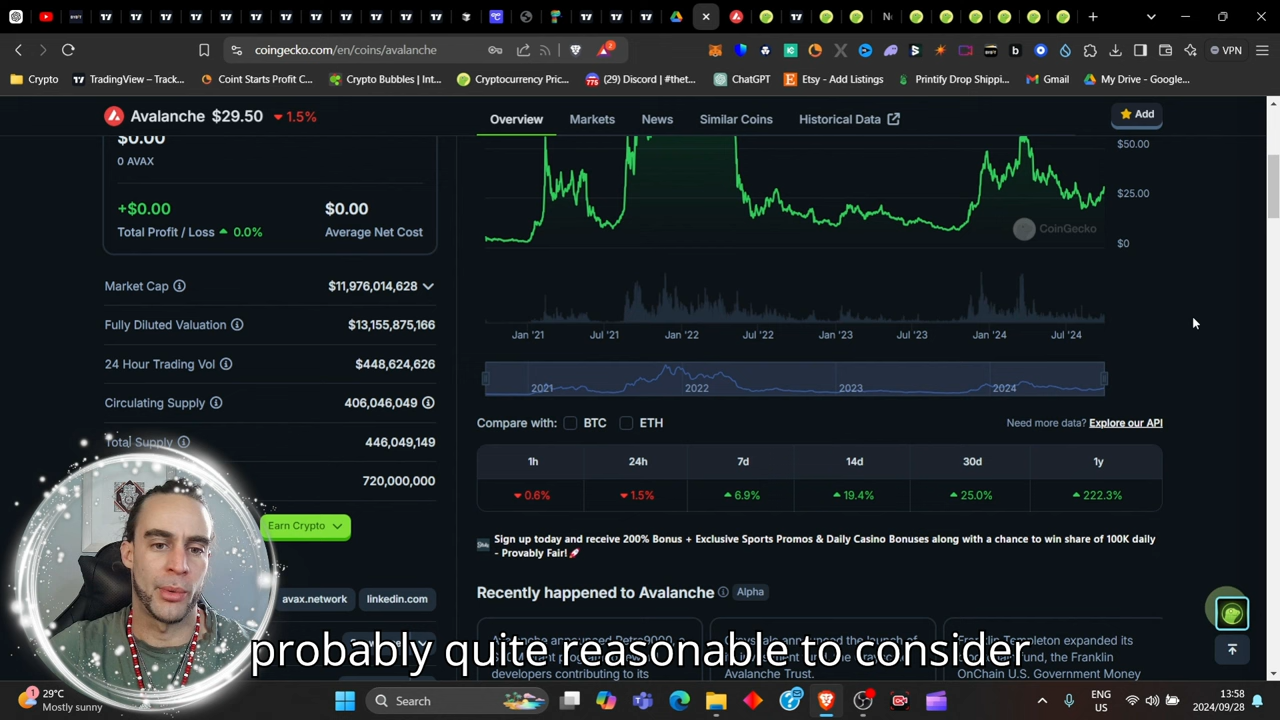 coingecko.com/en/coins/avalanche
2
VPN
Crypto
TradingView – Track...
Coint Starts Profit C...
Crypto Bubbles | Int...
Cryptocurrency Pric...
(29) Discord | #thet...
ChatGPT
Etsy - Add Listings
Printify Drop Shippi...
Gmail
My Drive - Google...
Avalanche $29.50 1.5%
Overview
Markets
News
Similar Coins
Historical Data
Add
$0.00
0 AVAX
+$0.00
$0.00
Total Profit / Loss 0.0%
Average Net Cost
$50.00
$25.00
$0
CoinGecko
Jan '21 Jul '21 Jan '22 Jul '22 Jan '23 Jul '23 Jan '24 Jul '24
2021 2022 2023 2024
Market Cap $11,976,014,628
Fully Diluted Valuation $13,155,875,166
24 Hour Trading Vol $448,624,626
Circulating Supply 406,046,049
Total Supply 446,049,149
720,000,000
Earn Crypto
avax.network linkedin.com
Compare with: BTC ETH
Need more data? Explore our API
1h 24h 7d 14d 30d 1y
0.6% 1.5% 6.9% 19.4% 25.0% 222.3%
Sign up today and receive 200% Bonus + Exclusive Sports Promos & Daily Casino Bonuses along with a chance to win share of 100K daily
- Provably Fair!🚀
Recently happened to Avalanche Alpha
probably quite reasonable to consider
developers contributing to its
Avalanche Trust.
Franklin Templeton expanded its
fund, the Franklin
OnChain U.S. Government Money
29°C
Mostly sunny
Search
ENG
US
13:58
2024/09/28